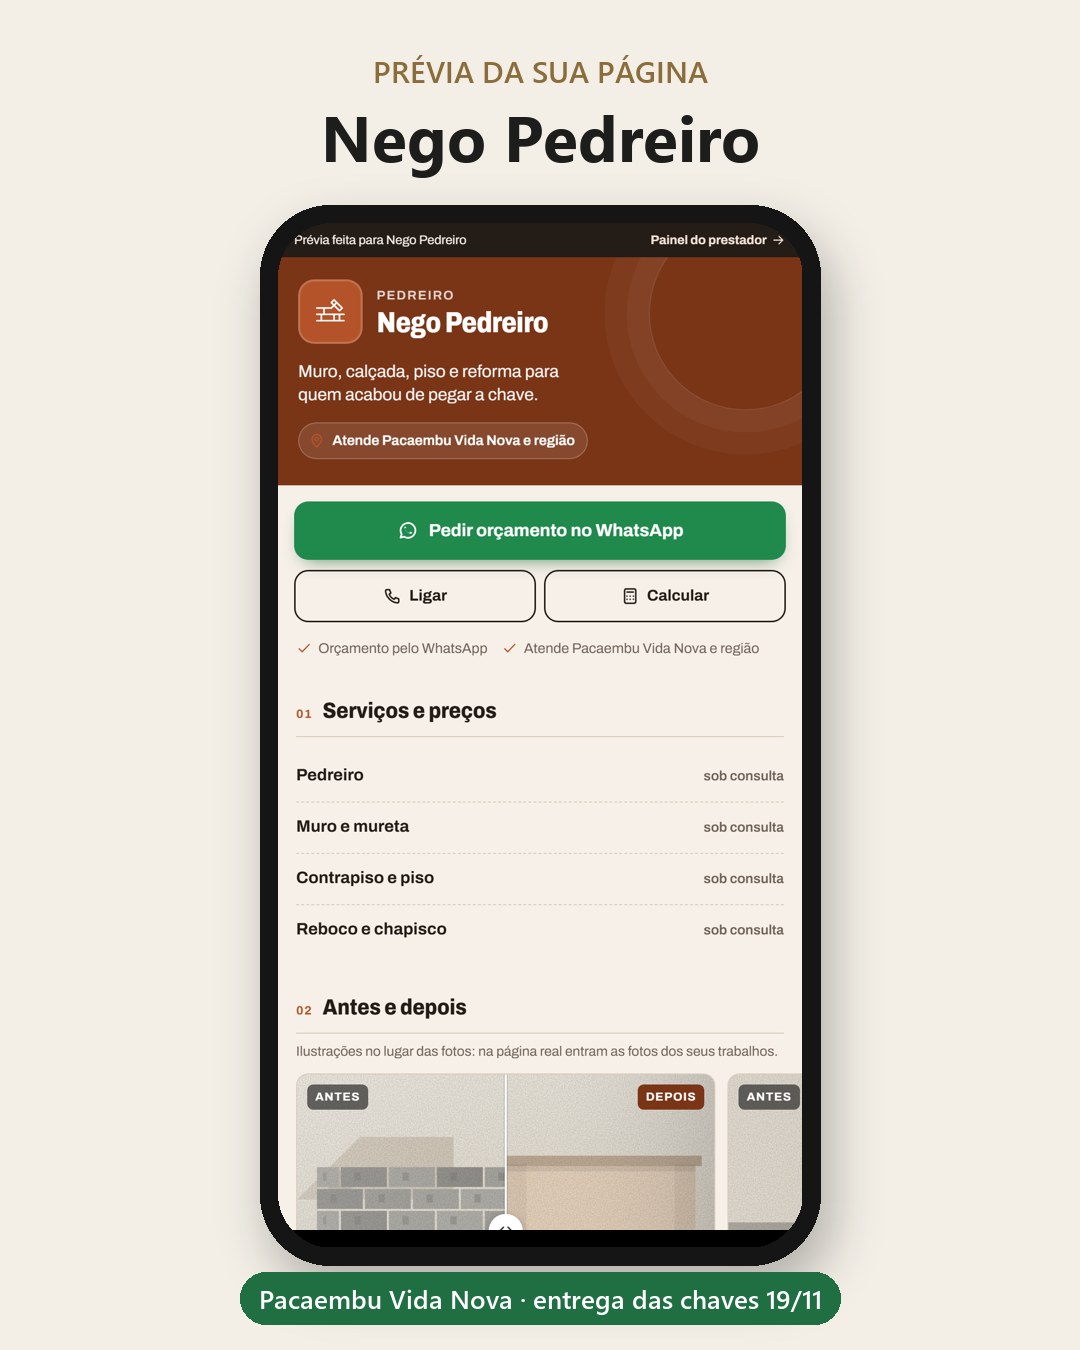 PRÉVIA DA SUA PÁGINA
Nego Pedreiro
Prévia feita para Nego Pedreiro
Painel do prestador →
PEDREIRO
Nego Pedreiro
Muro, calçada, piso e reforma para
quem acabou de pegar a chave.
Atende Pacaembu Vida Nova e região
Pedir orçamento no WhatsApp
Ligar
Calcular
Orçamento pelo WhatsApp
Atende Pacaembu Vida Nova e região
01 Serviços e preços
Pedreiro sob consulta
Muro e mureta sob consulta
Contrapiso e piso sob consulta
Reboco e chapisco sob consulta
02 Antes e depois
Ilustrações no lugar das fotos: na página real entram as fotos dos seus trabalhos.
ANTES
DEPOIS
ANTES
Pacaembu Vida Nova · entrega das chaves 19/11